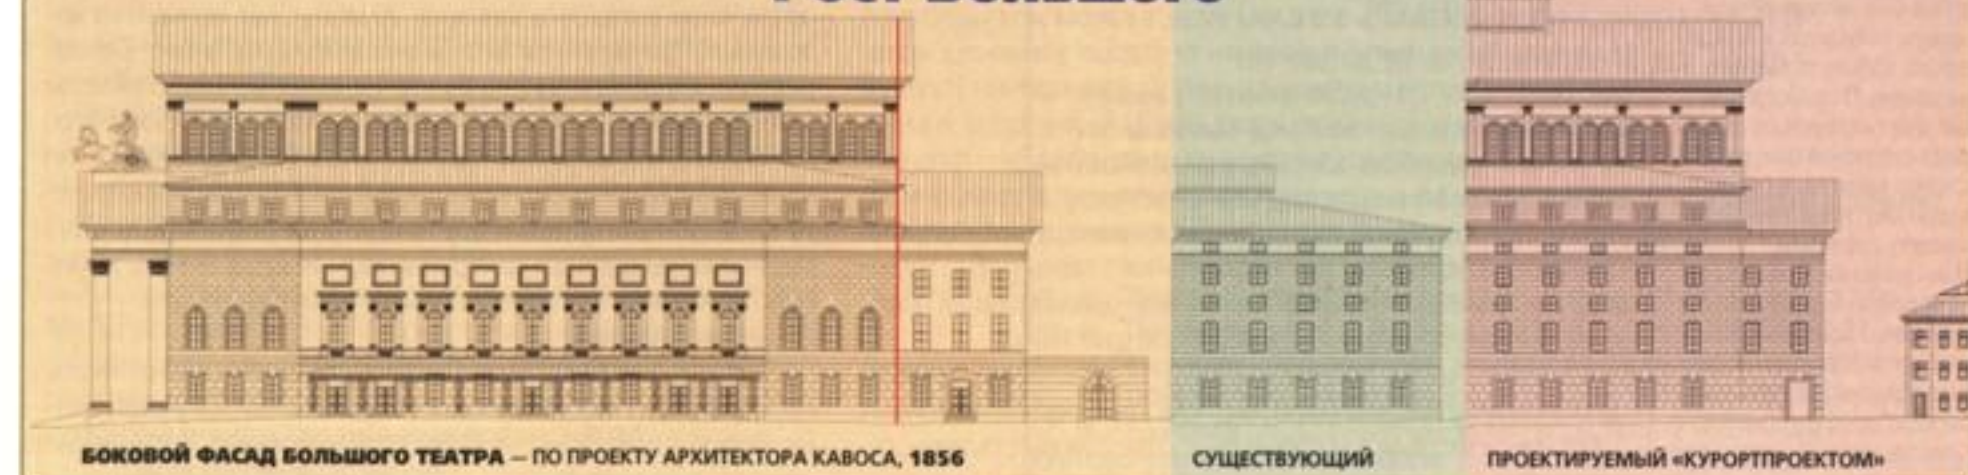 БОКОВОЙ ФАСАД БОЛЬШОГО ТЕАТРА – ПО ПРОЕКТУ АРХИТЕКТОРА КАВОСА, 1856
СУЩЕСТВУЮЩИЙ
ПРОЕКТИРУЕМЫЙ «КУРОРТПРОЕКТОМ»